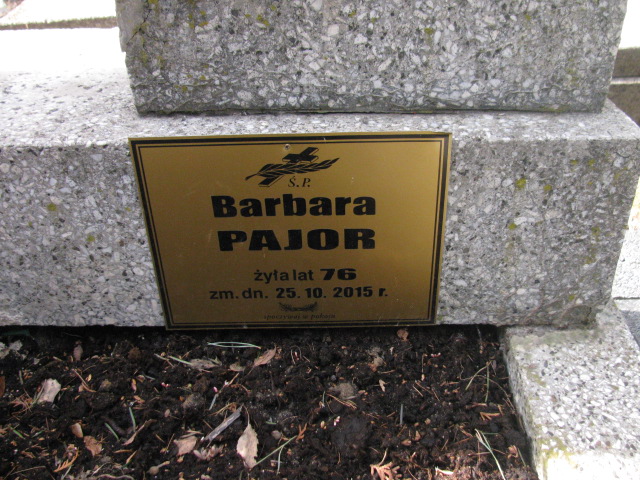 Ś.P.
Barbara
PAJOR
żyła lat 76
zm. dn. 25. 10. 2015 r.
spoczywaj w pokoju